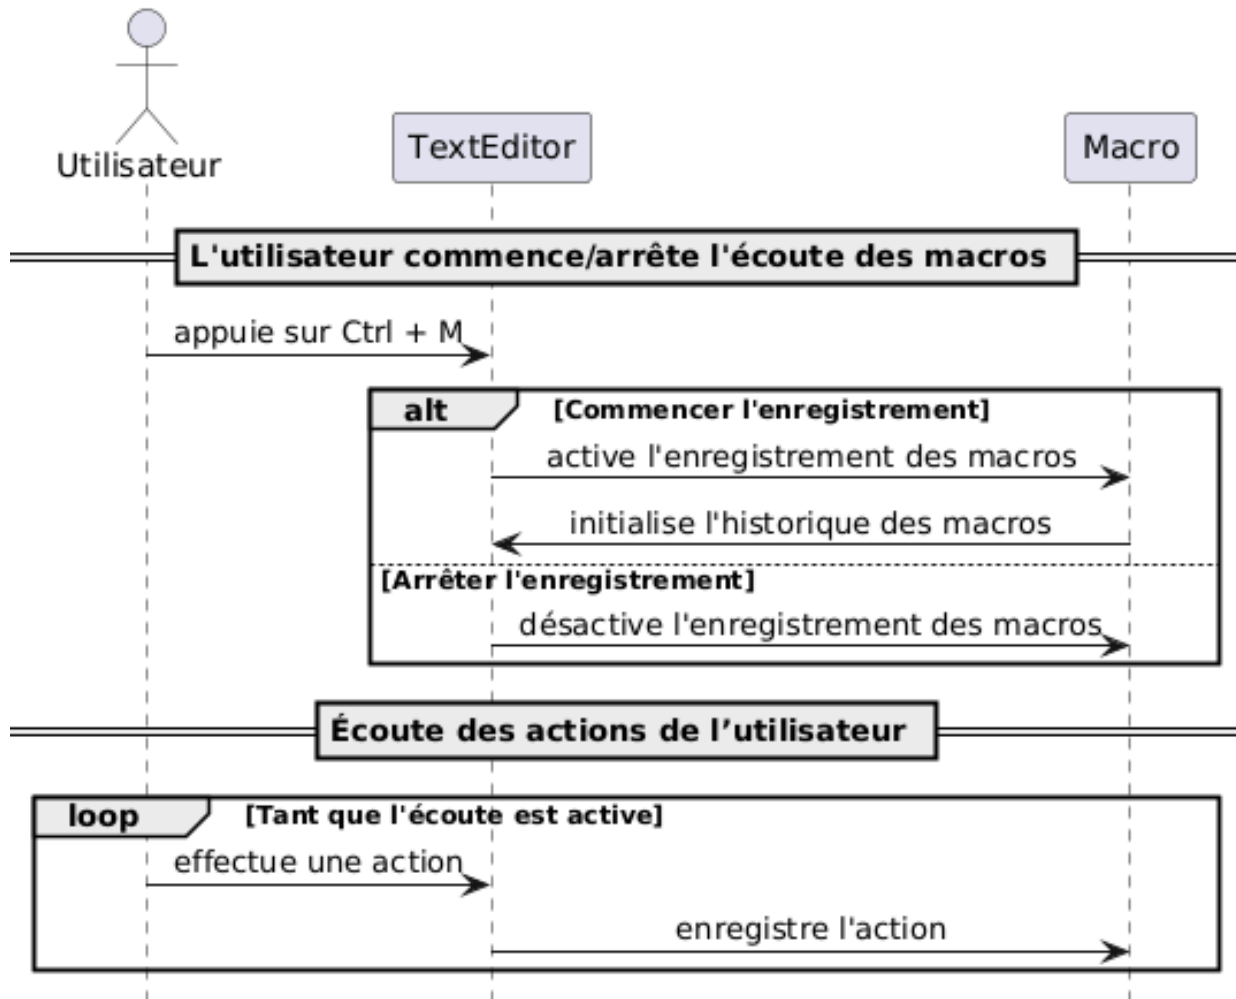 Utilisateur
TextEditor
Macro
L'utilisateur commence/arrête l'écoute des macros
appuie sur Ctrl + M
alt
[Commencer l'enregistrement]
active l'enregistrement des macros
initialise l'historique des macros
[Arrêter l'enregistrement]
désactive l'enregistrement des macros
Écoute des actions de l’utilisateur
loop
[Tant que l'écoute est active]
effectue une action
enregistre l'action